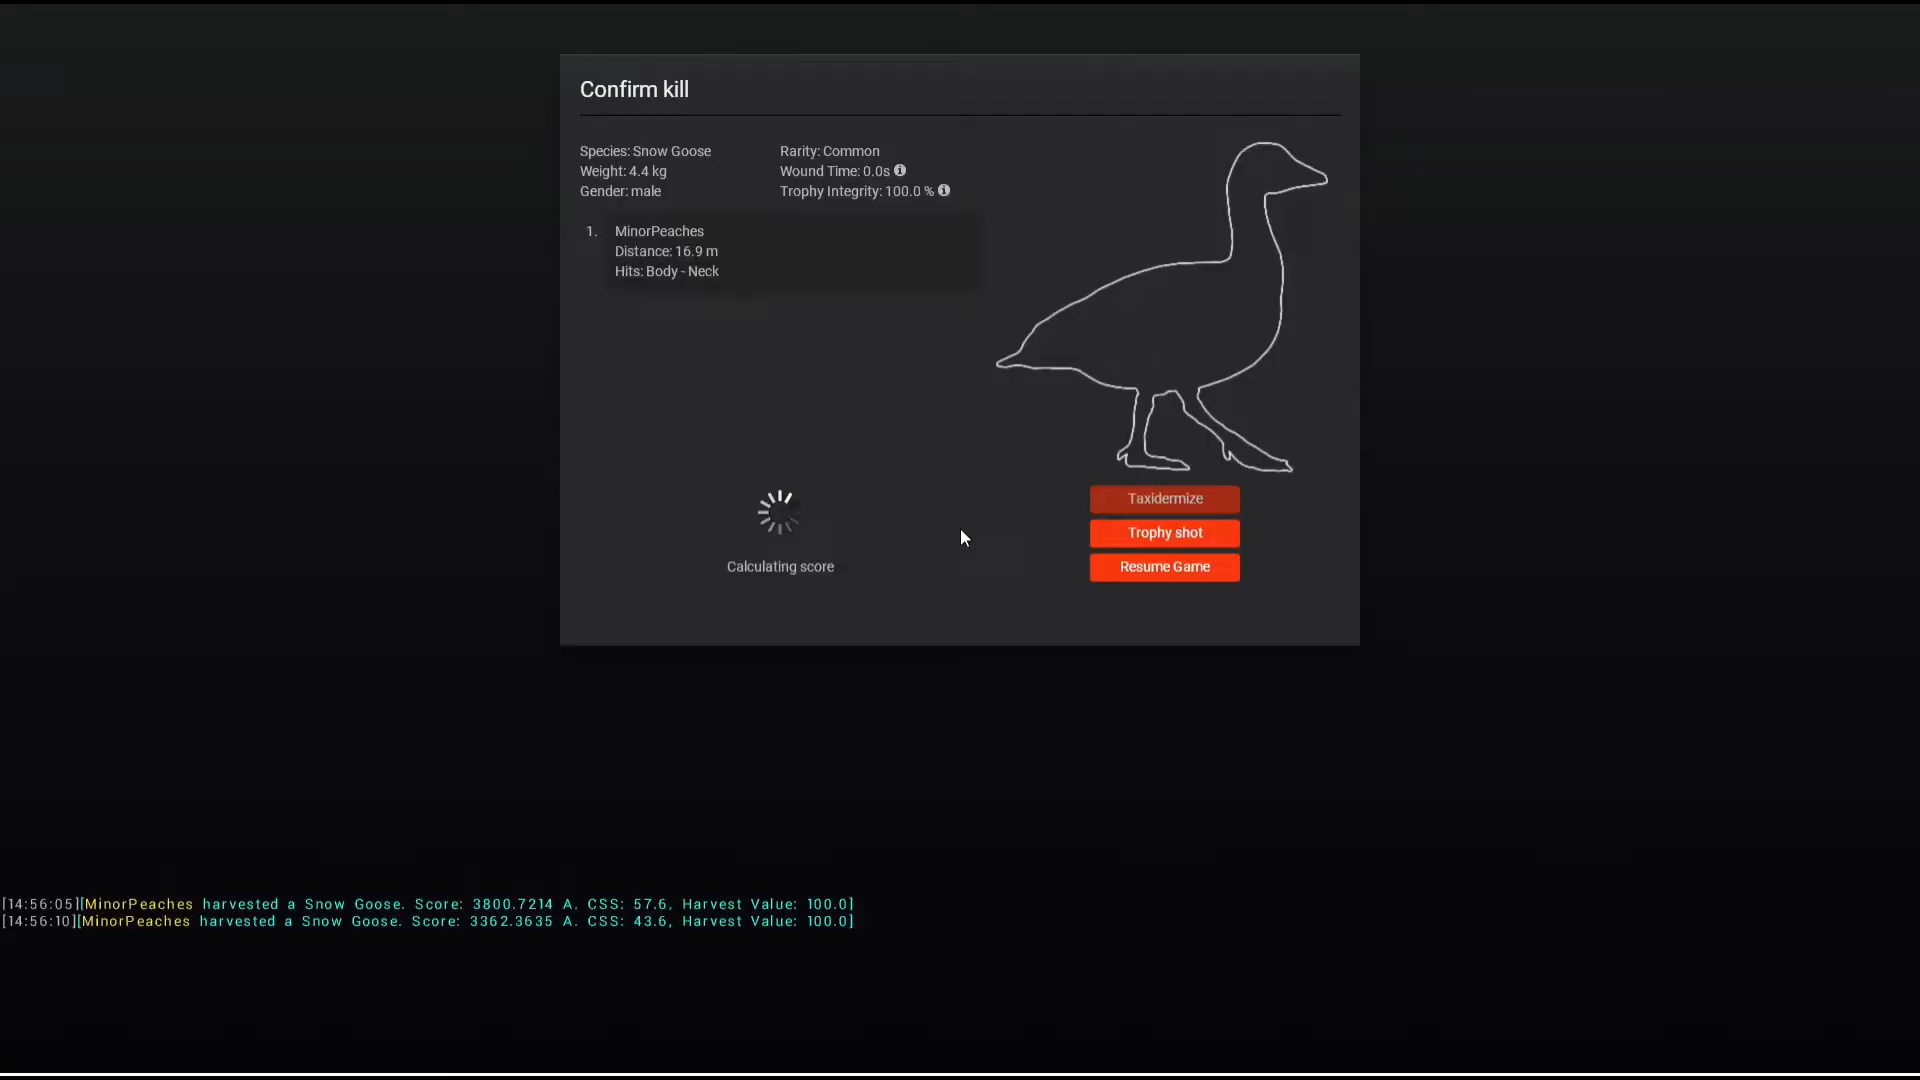 Confirm kill
Species: Snow Goose
Weight: 4.4 kg
Gender: male
Rarity: Common
Wound Time: 0.0s
Trophy Integrity: 100.0 %
1.
MinorPeaches
Distance: 16.9 m
Hits: Body - Neck
Calculating score
Taxidermize
Trophy shot
Resume Game
[14:56:05][MinorPeaches harvested a Snow Goose. Score: 3800.7214 A. CSS: 57.6, Harvest Value: 100.0]
[14:56:10][MinorPeaches harvested a Snow Goose. Score: 3362.3635 A. CSS: 43.6, Harvest Value: 100.0]